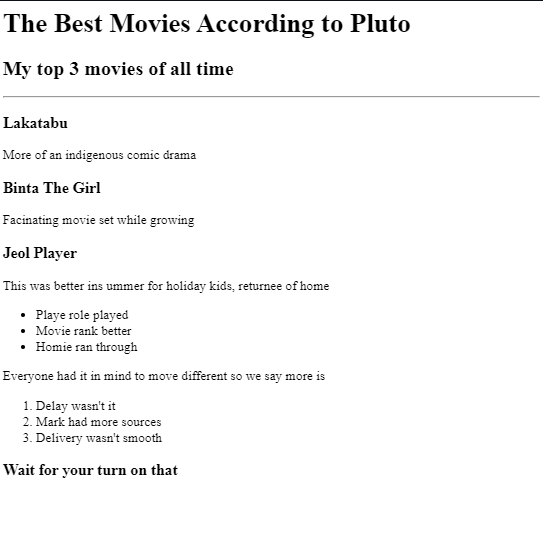 The Best Movies According to Pluto
My top 3 movies of all time
Lakatabu
More of an indigenous comic drama
Binta The Girl
Facinating movie set while growing
Jeol Player
This was better ins ummer for holiday kids, returnee of home
• Playe role played
• Movie rank better
• Homie ran through
Everyone had it in mind to move different so we say more is
1. Delay wasn't it
2. Mark had more sources
3. Delivery wasn't smooth
Wait for your turn on that